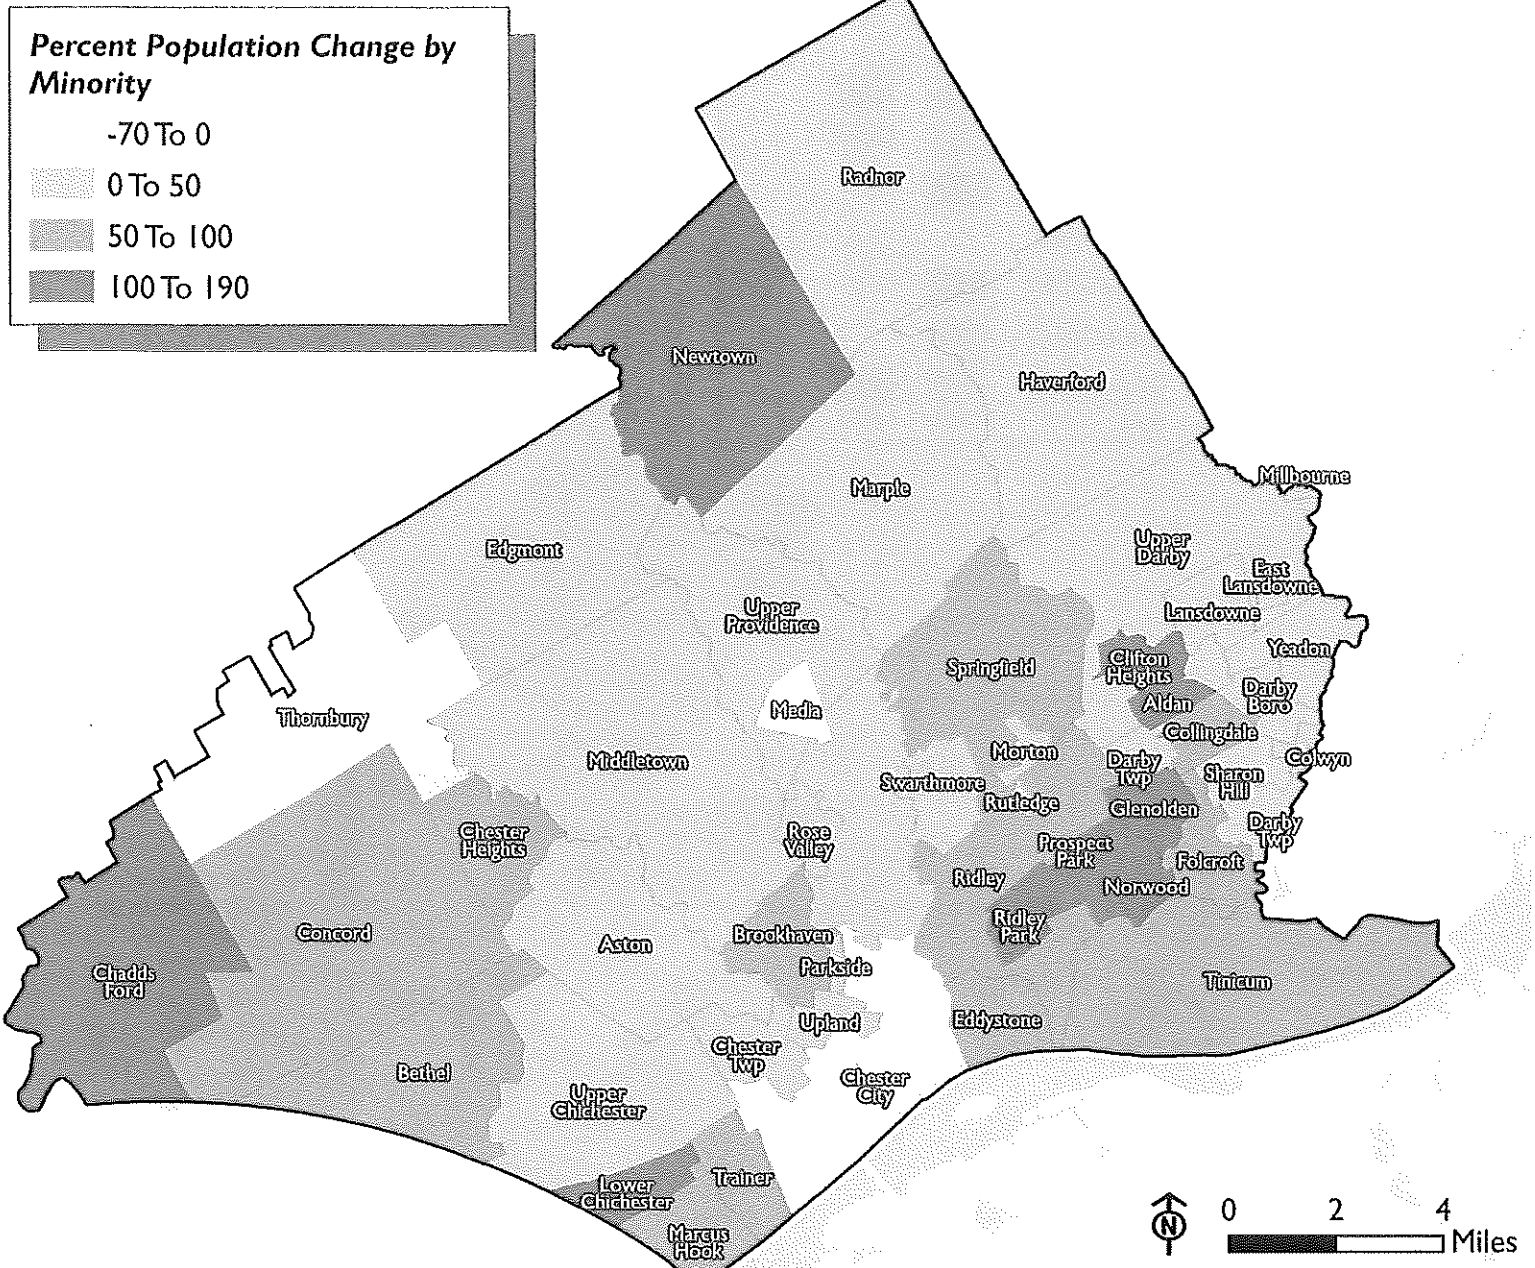 Percent Population Change by
Minority
-70 To 0
0 To 50
50 To 100
100 To 190
Radnor
Newtown
Haverford
Millbourne
Marple
Edgmont
Upper
Darby
East
Lansdowne
Lansdowne
Upper
Providence
Yeadon
Springfield
Clifton
Heights
Darby
Boro
Aldan
Thornbury
Media
Collingdale
Morton
Middletown
Colwyn
Darby
Twp
Sharon
Hill
Swarthmore
Rutledge
Glenolden
Chester
Heights
Rose
Valley
Darby
Twp
Prospect
Park
Folcroft
Ridley
Norwood
Concord
Ridley
Park
Aston
Brookhaven
Parkside
Chadds
Ford
Tinicum
Upland
Eddystone
Chester
Twp
Bethel
Chester
City
Upper
Chichester
Trainer
Lower
Chichester
Marcus
Hook
N
0 2 4
Miles